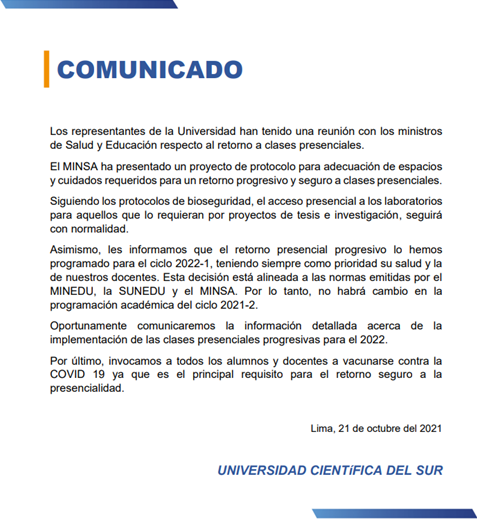 COMUNICADO
Los representantes de la Universidad han tenido una reunión con los ministros
de Salud y Educación respecto al retorno a clases presenciales.
El MINSA ha presentado un proyecto de protocolo para adecuación de espacios
y cuidados requeridos para un retorno progresivo y seguro a clases presenciales.
Siguiendo los protocolos de bioseguridad, el acceso presencial a los laboratorios
para aquellos que lo requieran por proyectos de tesis e investigación, seguirá
con normalidad.
Asimismo, les informamos que el retorno presencial progresivo lo hemos
programado para el ciclo 2022-1, teniendo siempre como prioridad su salud y la
de nuestros docentes. Esta decisión está alineada a las normas emitidas por el
MINEDU, la SUNEDU y el MINSA. Por lo tanto, no habrá cambio en la
programación académica del ciclo 2021-2.
Oportunamente comunicaremos la información detallada acerca de la
implementación de las clases presenciales progresivas para el 2022.
Por último, invocamos a todos los alumnos y docentes a vacunarse contra la
COVID 19 ya que es el principal requisito para el retorno seguro a la
presencialidad.
Lima, 21 de octubre del 2021
UNIVERSIDAD CIENTíFICA DEL SUR